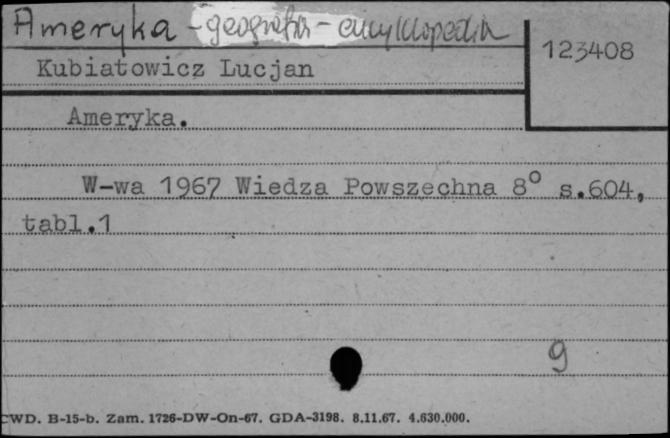 Ameryka - geografia - encyklopedia
123408
Kubiatowicz Lucjan
Ameryka.
W-wa 1967 Wiedza Powszechna 8° s.604,
tabl.1
9
CWD. B-15-b. Zam. 1726-DW-On-67. GDA-3198. 8.11.67. 4.630.000.